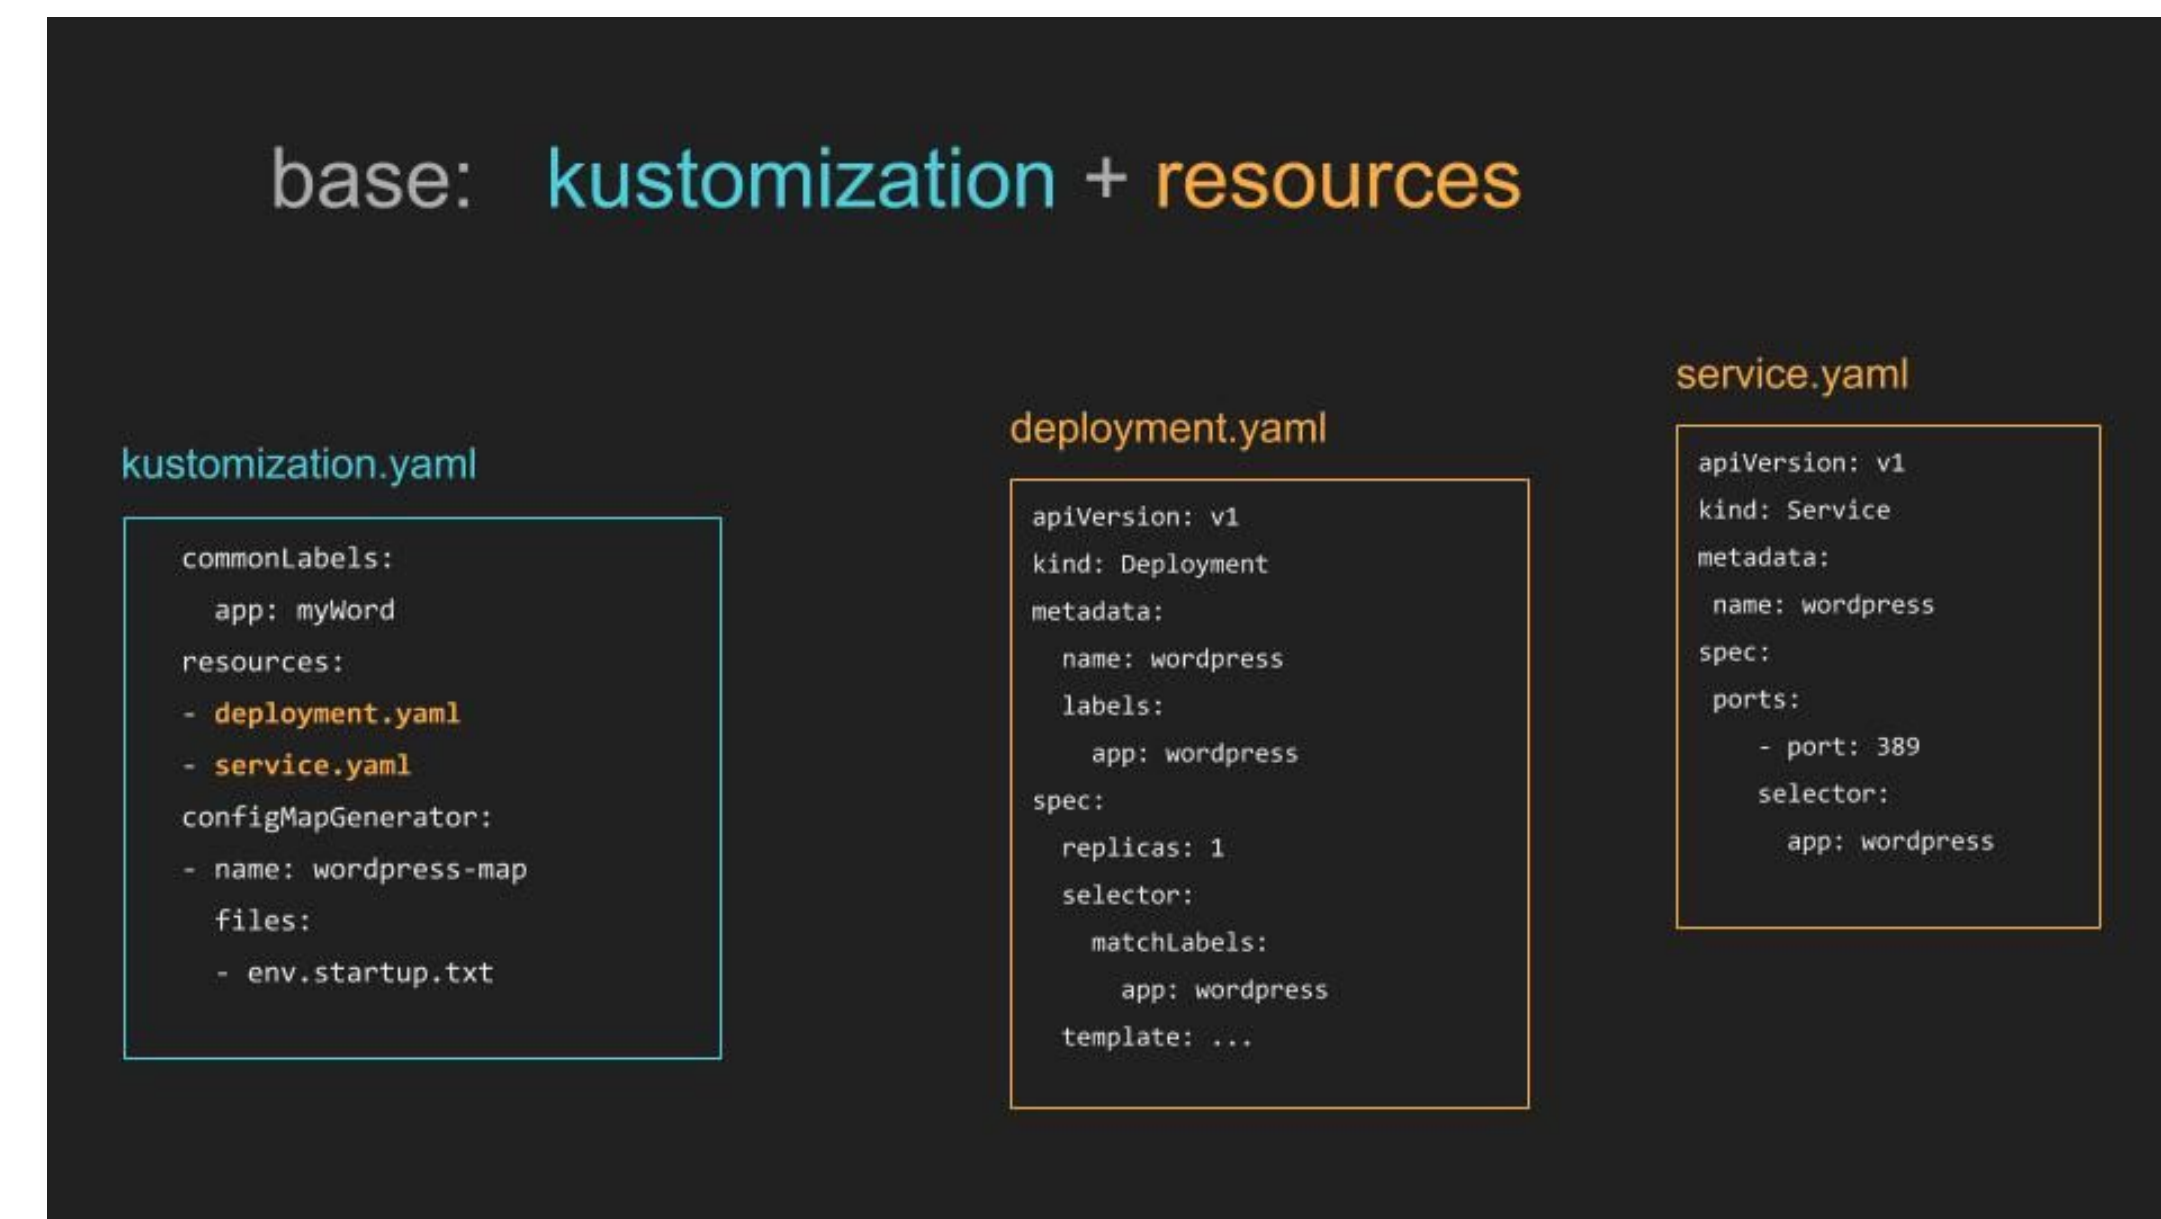 base: kustomization + resources
kustomization.yaml
commonLabels:
  app: myWord
resources:
- deployment.yaml
- service.yaml
configMapGenerator:
- name: wordpress-map
  files:
  - env.startup.txt
deployment.yaml
apiVersion: v1
kind: Deployment
metadata:
  name: wordpress
  labels:
    app: wordpress
spec:
  replicas: 1
  selector:
    matchLabels:
      app: wordpress
  template: ...
service.yaml
apiVersion: v1
kind: Service
metadata:
 name: wordpress
spec:
 ports:
    - port: 389
    selector:
      app: wordpress